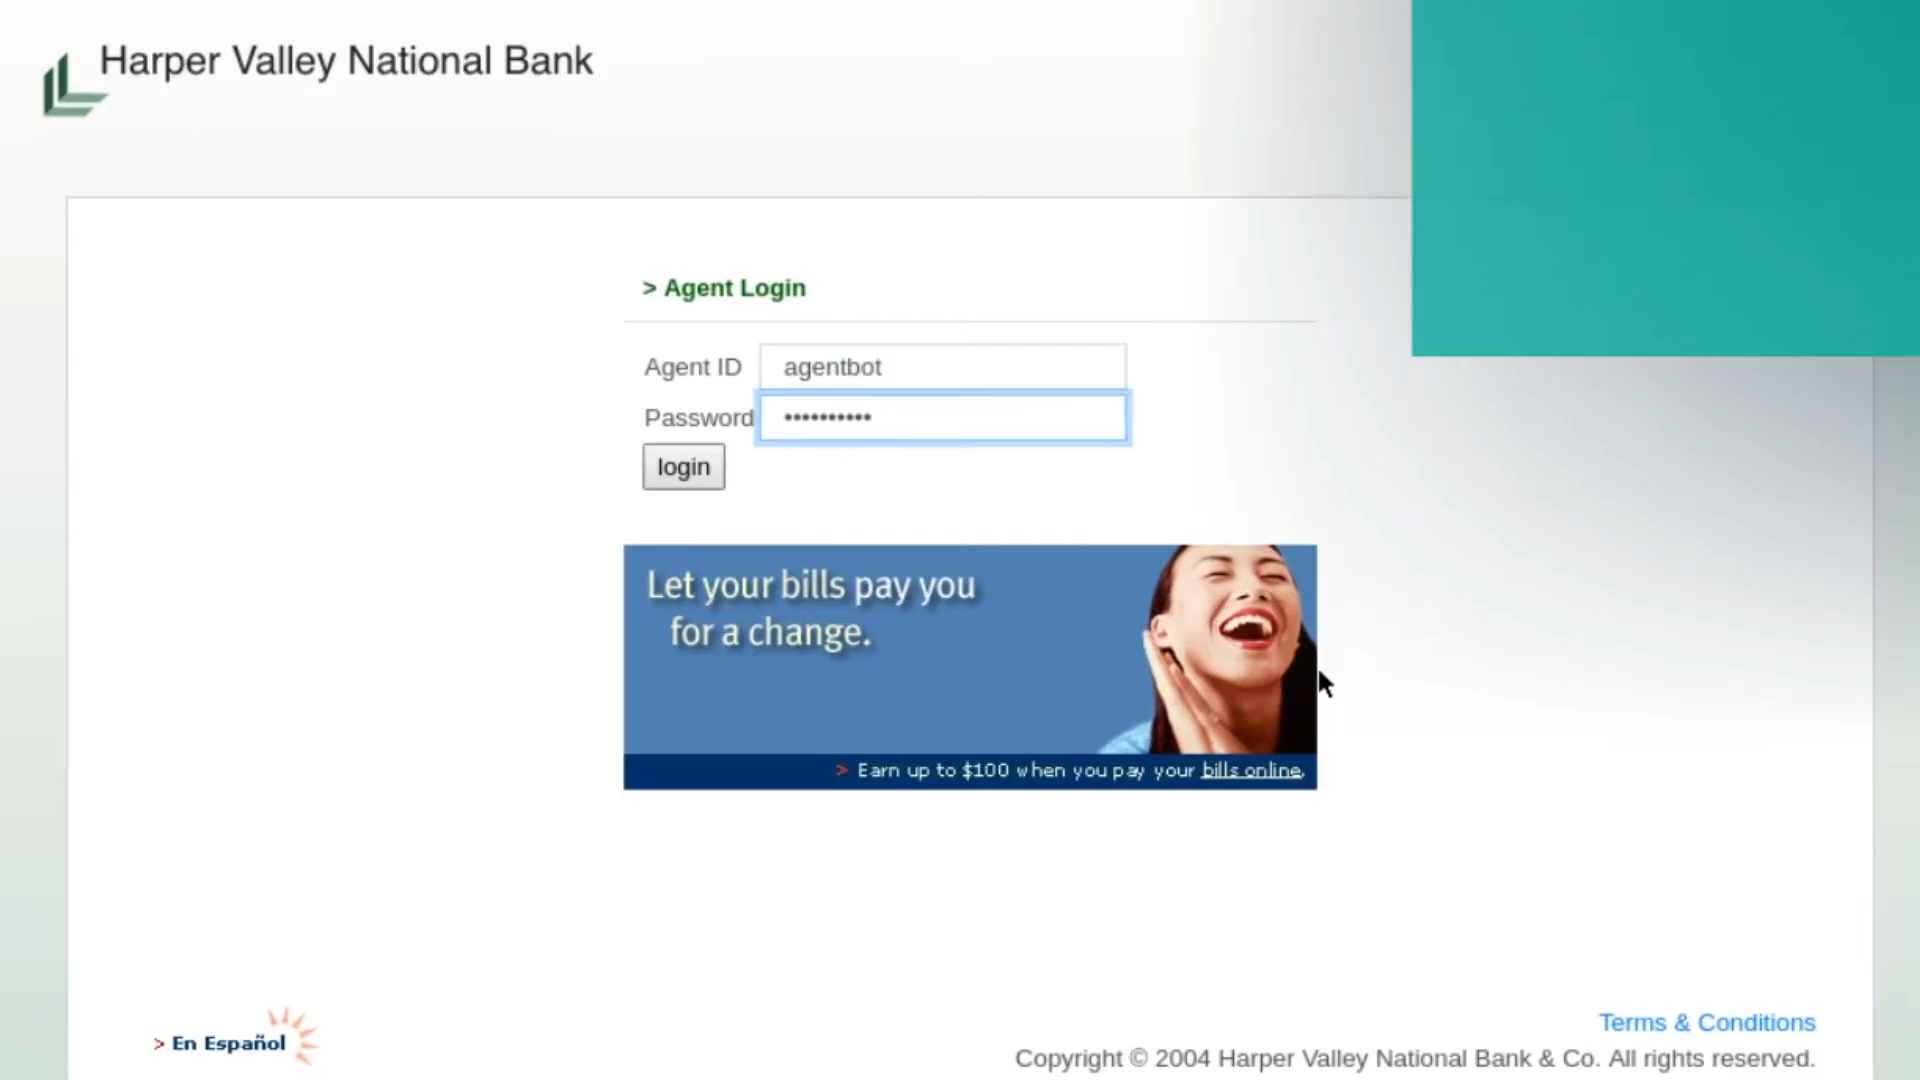 Harper Valley National Bank
> Agent Login
Agent ID agentbot
Password ••••••••••
login
Let your bills pay you
for a change.
> Earn up to $100 when you pay your bills online.
> En Español
Terms & Conditions
Copyright © 2004 Harper Valley National Bank & Co. All rights reserved.